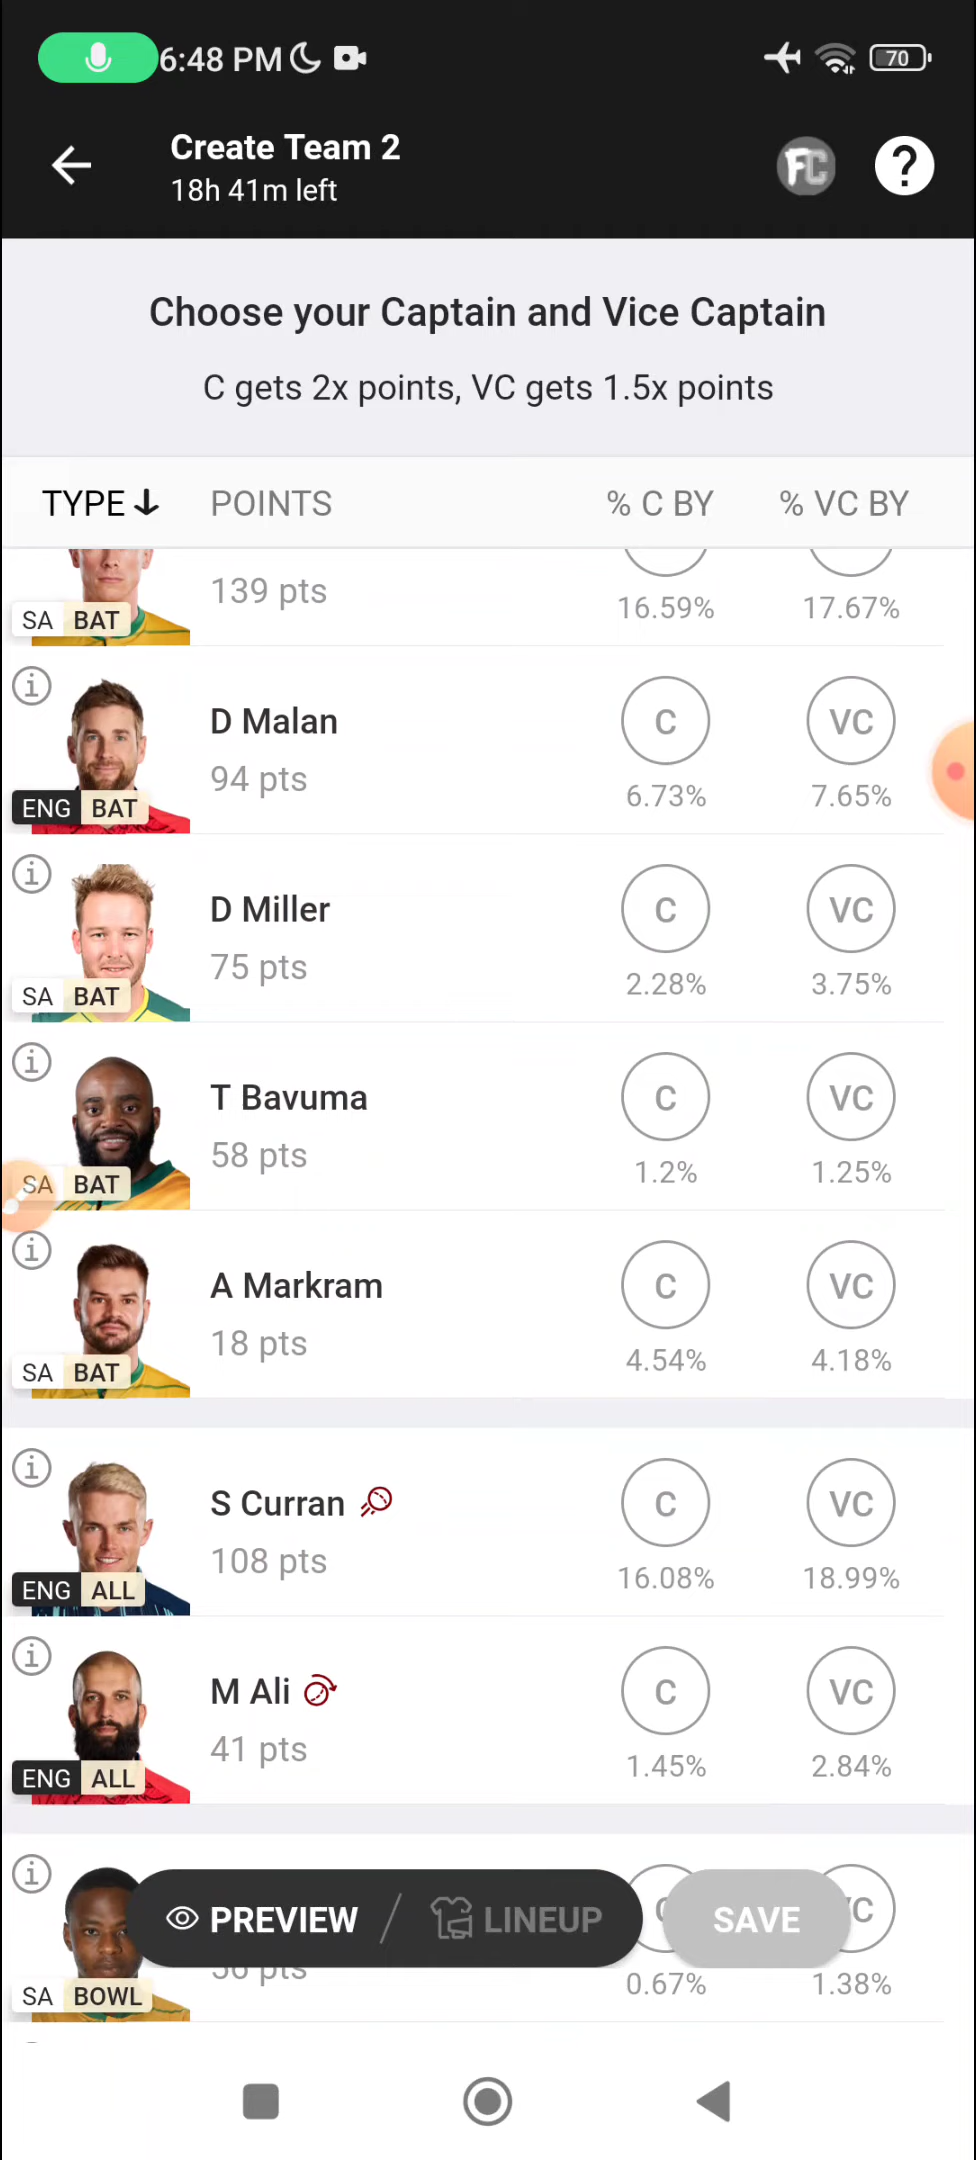 6:48 PM
70
Create Team 2
18h 41m left
FC
?
Choose your Captain and Vice Captain
C gets 2x points, VC gets 1.5x points
TYPE POINTS % C BY % VC BY
139 pts
16.59% 17.67%
SA BAT
D Malan C VC
94 pts
6.73% 7.65%
ENG BAT
D Miller C VC
75 pts
2.28% 3.75%
SA BAT
T Bavuma C VC
58 pts
1.2% 1.25%
SA BAT
A Markram C VC
18 pts
4.54% 4.18%
SA BAT
S Curran C VC
108 pts
16.08% 18.99%
ENG ALL
M Ali C VC
41 pts
1.45% 2.84%
ENG ALL
PREVIEW / LINEUP SAVE
pts
0.67% 1.38%
SA BOWL